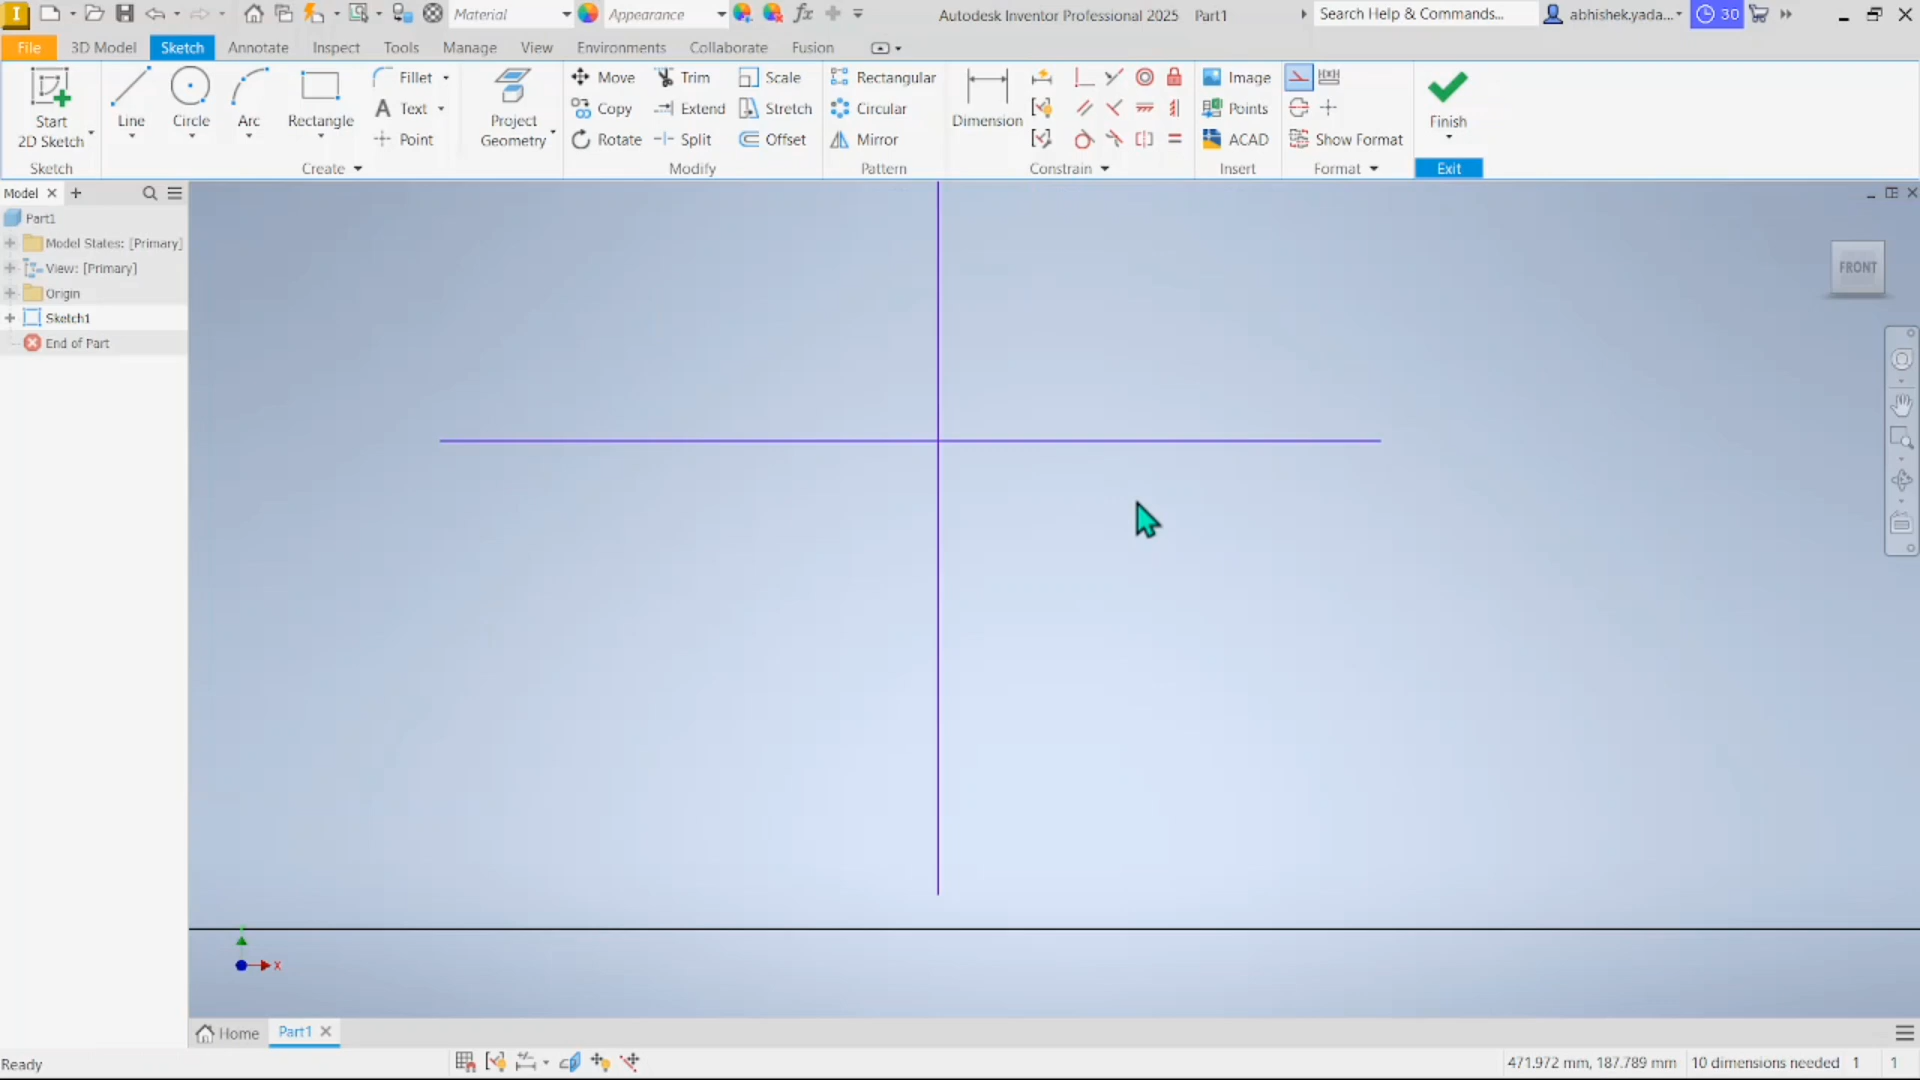 Material
Appearance
Autodesk Inventor Professional 2025 Part1
Search Help & Commands...
abhishek.yada...
30
File 3D Model Sketch Annotate Inspect Tools Manage View Environments Collaborate Fusion
Start
2D Sketch
Sketch
Line
Circle
Arc
Rectangle
Fillet
Text
Point
Create
Project
Geometry
Move
Copy
Rotate
Trim
Extend
Split
Scale
Stretch
Offset
Modify
Rectangular
Circular
Mirror
Pattern
Dimension
Constrain
Image
Points
ACAD
Insert
Show Format
Format
Finish
Exit
Model
Part1
Model States: [Primary]
View: [Primary]
Origin
Sketch1
End of Part
FRONT
x
Home
Part1
Ready
471.972 mm, 187.789 mm 10 dimensions needed 1 1